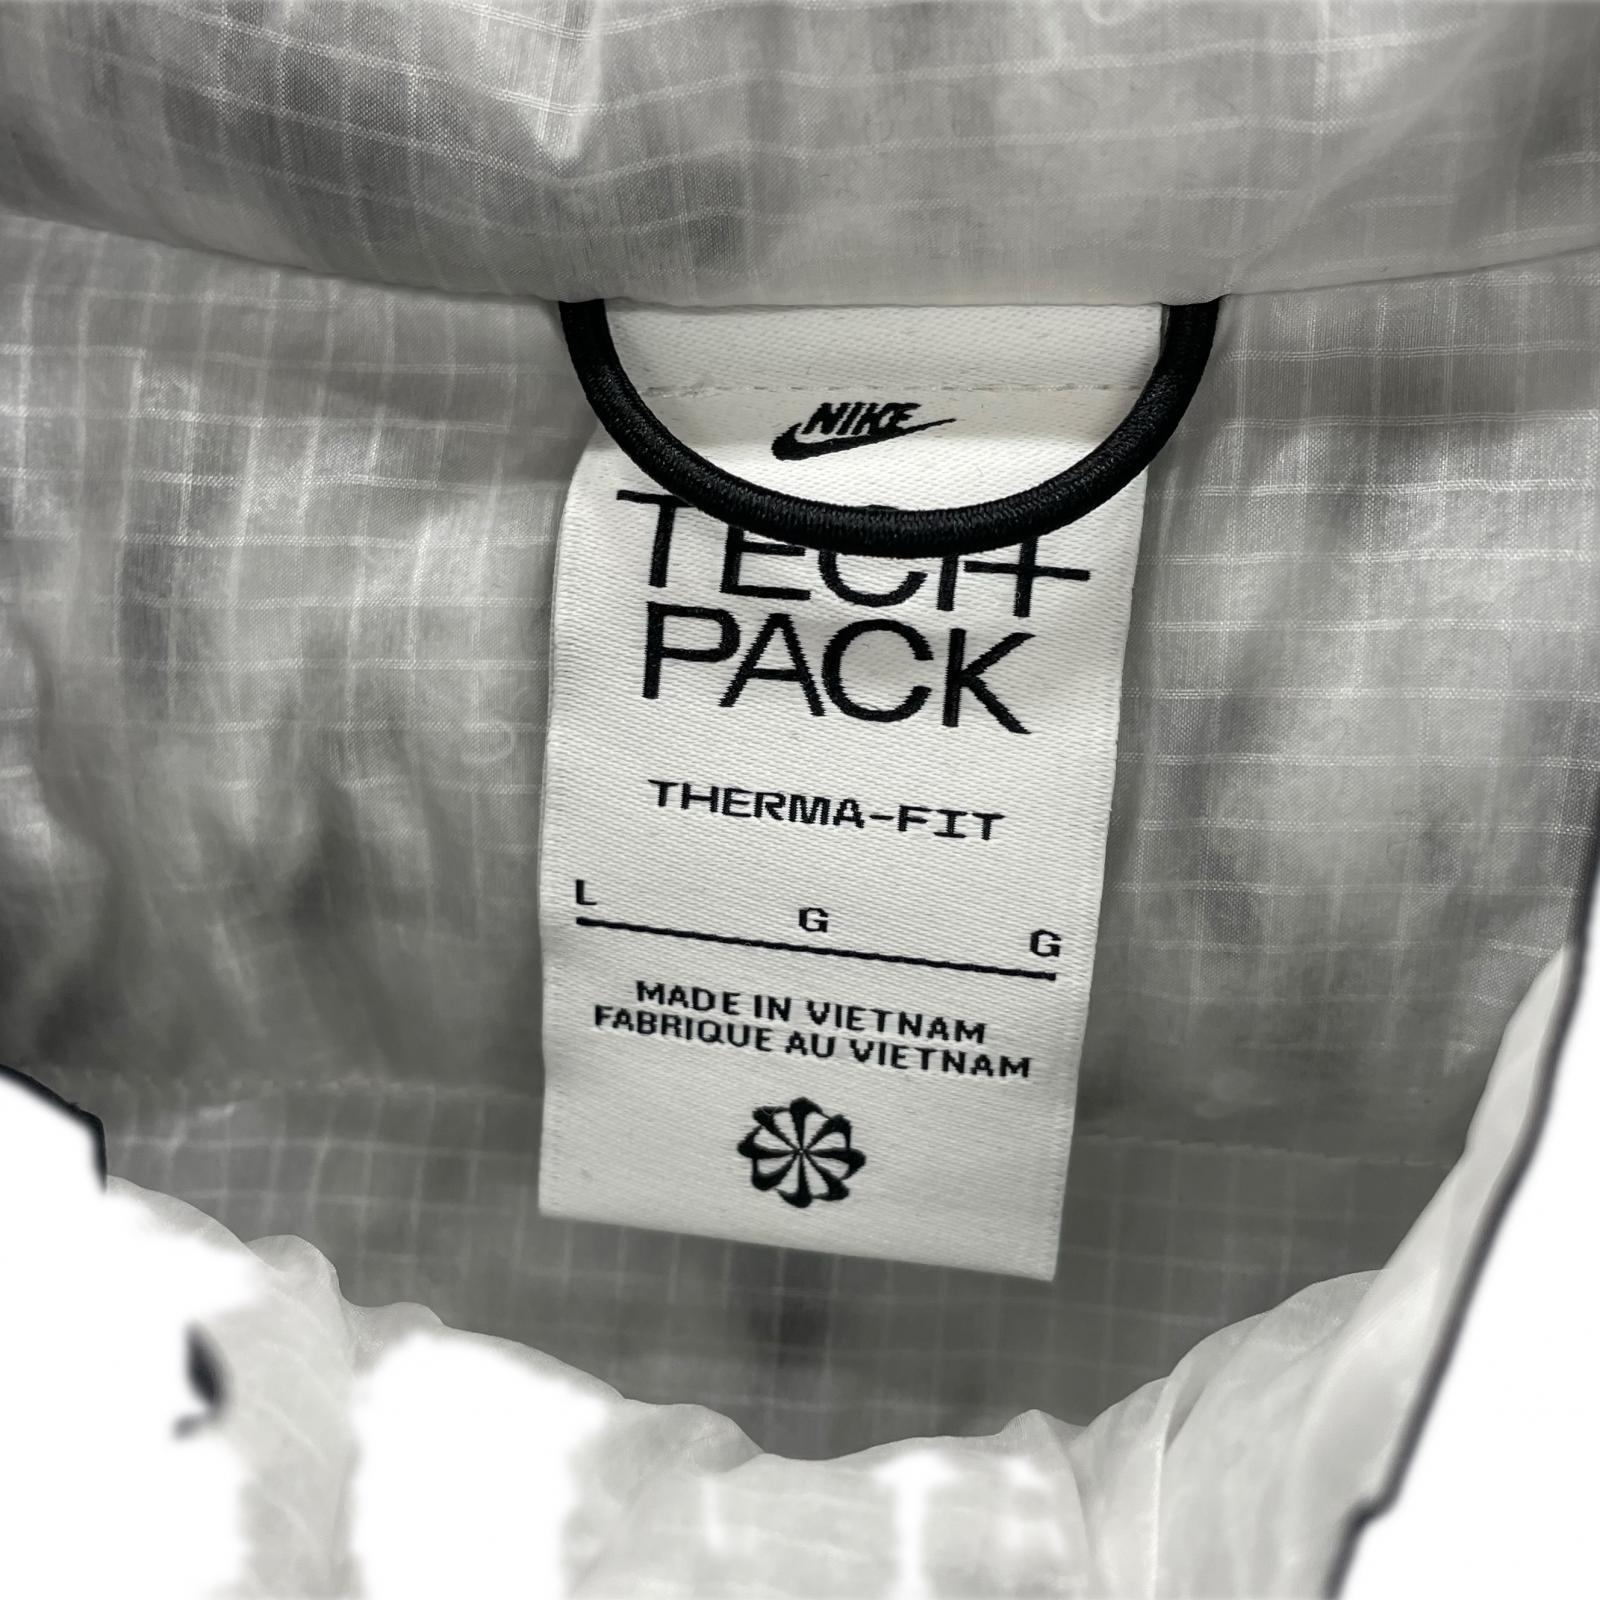 NIKE
TECH
PACK
THERMA-FIT
L G G
MADE IN VIETNAM
FABRIQUE AU VIETNAM